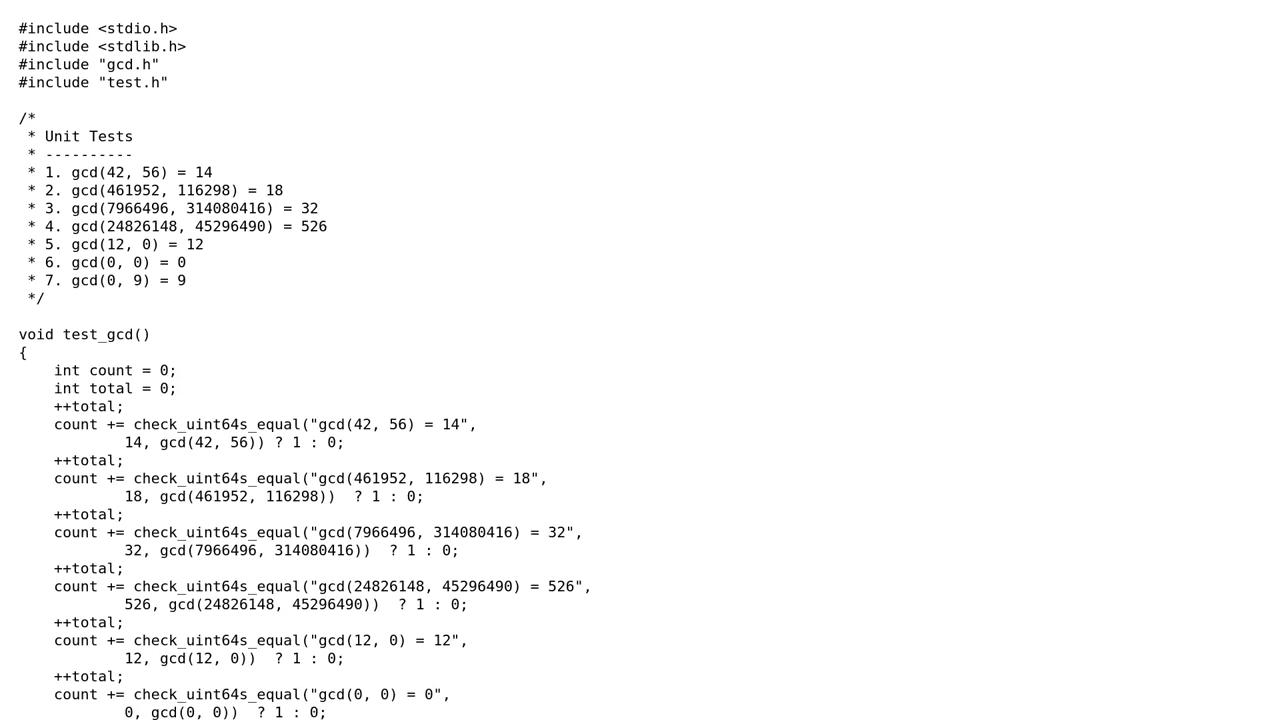 #include <stdio.h>
#include <stdlib.h>
#include "gcd.h"
#include "test.h"

/*
 * Unit Tests
 * ----------
 * 1. gcd(42, 56) = 14
 * 2. gcd(461952, 116298) = 18
 * 3. gcd(7966496, 314080416) = 32
 * 4. gcd(24826148, 45296490) = 526
 * 5. gcd(12, 0) = 12
 * 6. gcd(0, 0) = 0
 * 7. gcd(0, 9) = 9
 */

void test_gcd()
{
    int count = 0;
    int total = 0;
    ++total;
    count += check_uint64s_equal("gcd(42, 56) = 14",
            14, gcd(42, 56)) ? 1 : 0;
    ++total;
    count += check_uint64s_equal("gcd(461952, 116298) = 18",
            18, gcd(461952, 116298))  ? 1 : 0;
    ++total;
    count += check_uint64s_equal("gcd(7966496, 314080416) = 32",
            32, gcd(7966496, 314080416))  ? 1 : 0;
    ++total;
    count += check_uint64s_equal("gcd(24826148, 45296490) = 526",
            526, gcd(24826148, 45296490))  ? 1 : 0;
    ++total;
    count += check_uint64s_equal("gcd(12, 0) = 12",
            12, gcd(12, 0))  ? 1 : 0;
    ++total;
    count += check_uint64s_equal("gcd(0, 0) = 0",
            0, gcd(0, 0))  ? 1 : 0;